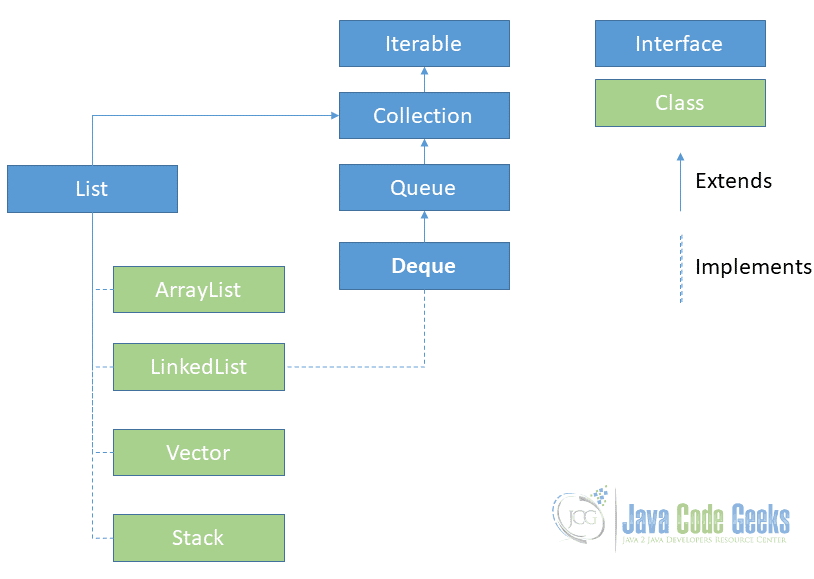 Iterable
Interface
Collection
Class
List
Queue
Extends
Deque
Implements
ArrayList
LinkedList
Vector
Stack
JCG
Java Code Geeks
JAVA 2 JAVA DEVELOPERS RESOURCE CENTER